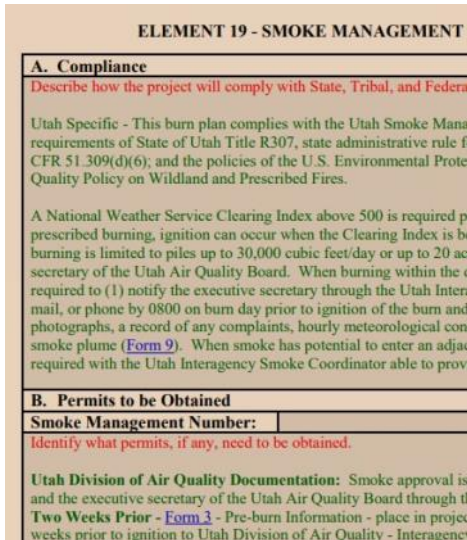 ELEMENT 19 - SMOKE MANAGEMENT
A. Compliance
Describe how the project will comply with State, Tribal, and Federa
Utah Specific - This burn plan complies with the Utah Smoke Mana
requirements of State of Utah Title R307, state administrative rule f
CFR 51.309(d)(6); and the policies of the U.S. Environmental Prote
Quality Policy on Wildland and Prescribed Fires.
A National Weather Service Clearing Index above 500 is required p
prescribed burning, ignition can occur when the Clearing Index is be
burning is limited to piles up to 30,000 cubic feet/day or up to 20 ac
secretary of the Utah Air Quality Board. When burning within the
required to (1) notify the executive secretary through the Utah Intera
mail, or phone by 0800 on burn day prior to ignition of the burn and
photographs, a record of any complaints, hourly meteorological con
smoke plume (Form 9). When smoke has potential to enter an adjac
required with the Utah Interagency Smoke Coordinator able to prov
B. Permits to be Obtained
Smoke Management Number:
Identify what permits, if any, need to be obtained.
Utah Division of Air Quality Documentation: Smoke approval is
and the executive secretary of the Utah Air Quality Board through t
Two Weeks Prior - Form 3 - Pre-burn Information - place in projec
weeks prior to ignition to Utah Division of Air Quality - Interagency